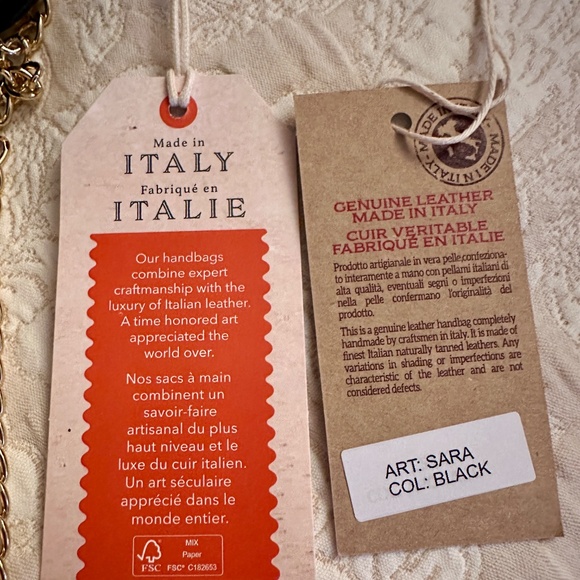 Made in
ITALY
Fabriqué en
ITALIE
Our handbags
combine expert
craftmanship with the
luxury of Italian leather.
A time honored art
appreciated the
world over.
Nos sacs à main
combinent un
savoir-faire
artisanal du plus
haut niveau et le
luxe du cuir italien.
Un art séculaire
apprécié dans le
monde entier.
FSC
MIX
Paper
FSC® C182653
MADE IN ITALY
MADE IN
GENUINE LEATHER
MADE IN ITALY
CUIR VERITABLE
FABRIQUÉ EN ITALIE
Prodotto artigianale in vera pelle,confeziona-
to interamente a mano con pellami italiani di
alta qualità, eventuali segni o imperfezioni
nella pelle confermano l'originalità del
prodotto.
This is a genuine leather handbag completely
handmade by craftsmen in italy. It is made of
finest Italian naturally tanned leathers. Any
variations in shading or imperfections are
characteristic of the leather and are not
considered defects.
ART: SARA
COL: BLACK